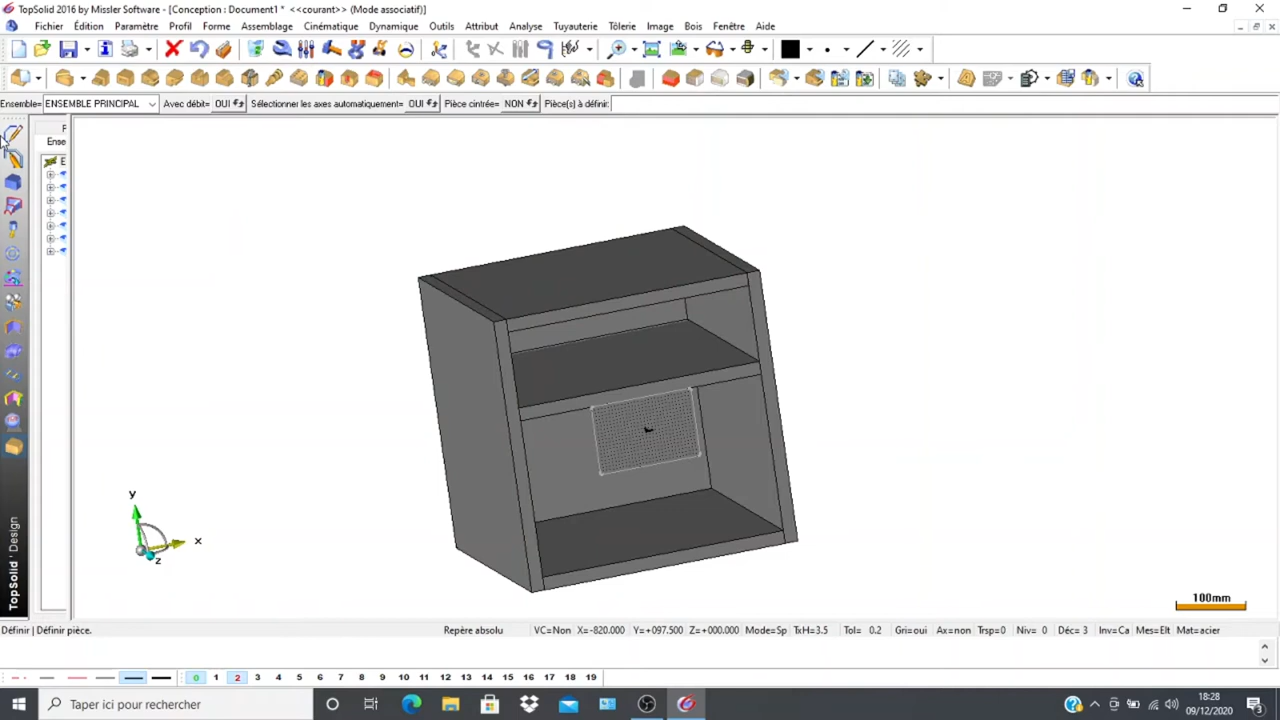 TopSolid 2016 by Missler Software - [Conception : Document1 * <<courant>> (Mode associatif)]
Fichier Édition Paramètre Profil Forme Assemblage Cinématique Dynamique Outils Attribut Analyse Tuyauterie Tôlerie Image Bois Fenêtre Aide
Ensemble= ENSEMBLE PRINCIPAL Avec débit= OUI Sélectionner les axes automatiquement= OUI Pièce cintrée= NON Pièce(s) à définir:
P
Ense
E
TopSolid ' Design
y
x
z
100mm
Définir | Définir pièce. Repère absolu VC=Non X=-820.000 Y=+097.500 Z=+000.000 Mode=Sp TxH=3.5 Tol= 0.2 Gri=oui Ax=non Trsp=0 Niv= 0 Déc= 3 Inv=Ca Mes=Elt Mat=acier
0 1 2 3 4 5 6 7 8 9 10 11 12 13 14 15 16 17 18 19
Taper ici pour rechercher
18:28
09/12/2020
3